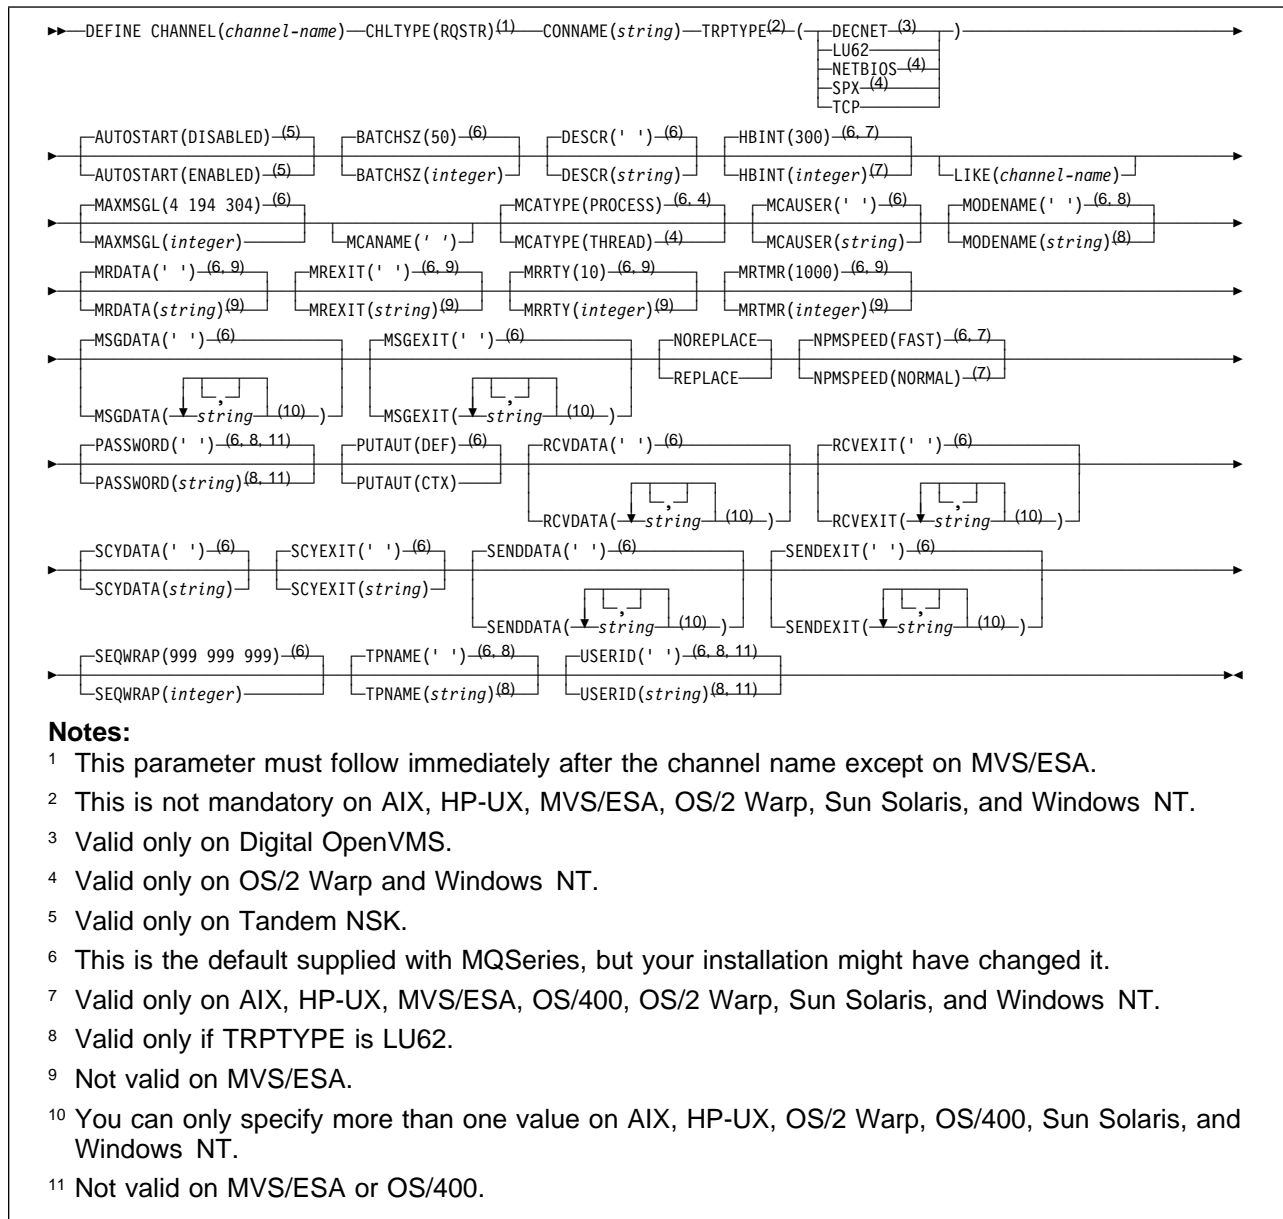 DEFINE CHANNEL(channel-name) CHLTYPE(RQSTR)(1) CONNAME(string) TRPTYPE(2) ( DECNET (3) )
LU62
NETBIOS (4)
SPX (4)
TCP
AUTOSTART(DISABLED) (5) BATCHSZ(50) (6) DESCR(' ') (6) HBINT(300) (6, 7)
AUTOSTART(ENABLED) (5) BATCHSZ(integer) DESCR(string) HBINT(integer)(7) LIKE(channel-name)
MAXMSGL(4 194 304) (6) MCATYPE(PROCESS) (6, 4) MCAUSER(' ') (6) MODENAME(' ') (6, 8)
MAXMSGL(integer) MCANAME(' ') MCATYPE(THREAD) (4) MCAUSER(string) MODENAME(string)(8)
MRDATA(' ') (6, 9) MREXIT(' ') (6, 9) MRRTY(10) (6, 9) MRTMR(1000) (6, 9)
MRDATA(string)(9) MREXIT(string)(9) MRRTY(integer)(9) MRTMR(integer)(9)
MSGDATA(' ') (6) MSGEXIT(' ') (6) NOREPLACE NPMSPEED(FAST) (6, 7)
REPLACE NPMSPEED(NORMAL) (7)
, ,
MSGDATA( string (10) ) MSGEXIT( string (10) )
PASSWORD(' ') (6, 8, 11) PUTAUT(DEF) (6) RCVDATA(' ') (6) RCVEXIT(' ') (6)
PASSWORD(string)(8, 11) PUTAUT(CTX)
, ,
RCVDATA( string (10) ) RCVEXIT( string (10) )
SCYDATA(' ') (6) SCYEXIT(' ') (6) SENDDATA(' ') (6) SENDEXIT(' ') (6)
SCYDATA(string) SCYEXIT(string)
, ,
SENDDATA( string (10) ) SENDEXIT( string (10) )
SEQWRAP(999 999 999) (6) TPNAME(' ') (6, 8) USERID(' ') (6, 8, 11)
SEQWRAP(integer) TPNAME(string)(8) USERID(string)(8, 11)
Notes:
1 This parameter must follow immediately after the channel name except on MVS/ESA.
2 This is not mandatory on AIX, HP-UX, MVS/ESA, OS/2 Warp, Sun Solaris, and Windows NT.
3 Valid only on Digital OpenVMS.
4 Valid only on OS/2 Warp and Windows NT.
5 Valid only on Tandem NSK.
6 This is the default supplied with MQSeries, but your installation might have changed it.
7 Valid only on AIX, HP-UX, MVS/ESA, OS/400, OS/2 Warp, Sun Solaris, and Windows NT.
8 Valid only if TRPTYPE is LU62.
9 Not valid on MVS/ESA.
10 You can only specify more than one value on AIX, HP-UX, OS/2 Warp, OS/400, Sun Solaris, and
Windows NT.
11 Not valid on MVS/ESA or OS/400.